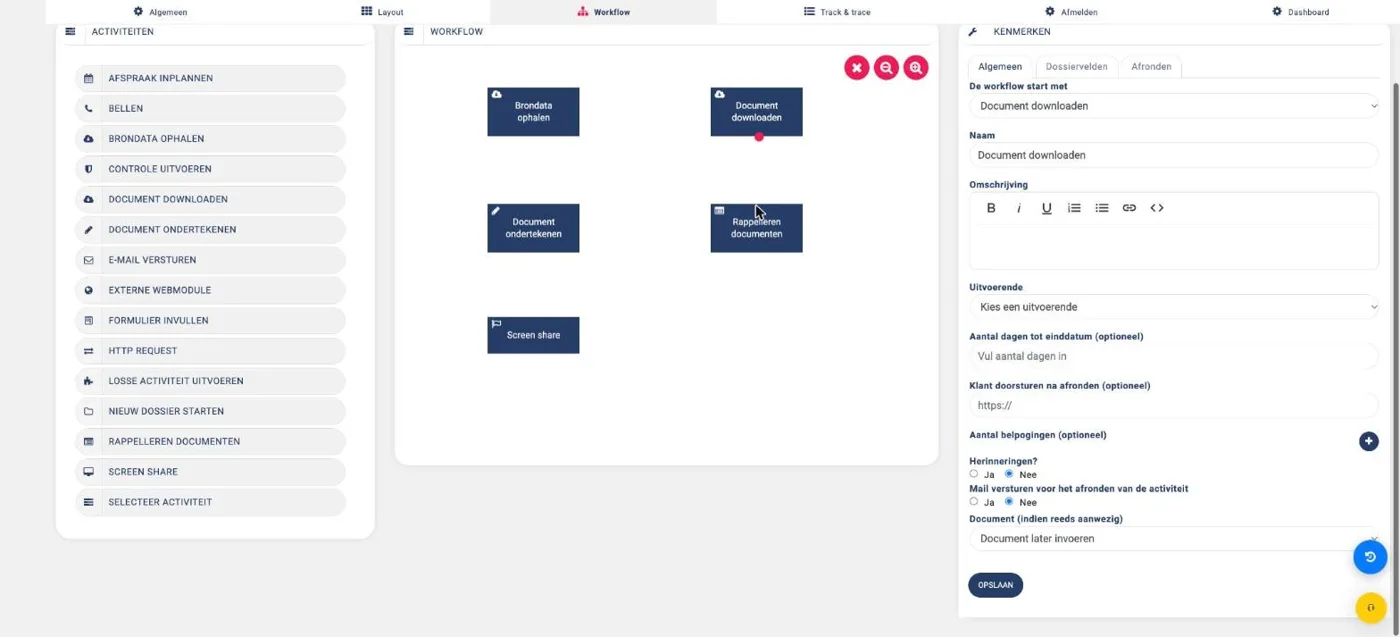 Algemeen
Layout
Workflow
Track & trace
Afmelden
Dashboard
ACTIVITEITEN
AFSPRAAK INPLANNEN
BELLEN
BRONDATA OPHALEN
CONTROLE UITVOEREN
DOCUMENT DOWNLOADEN
DOCUMENT ONDERTEKENEN
E-MAIL VERSTUREN
EXTERNE WEBMODULE
FORMULIER INVULLEN
HTTP REQUEST
LOSSE ACTIVITEIT UITVOEREN
NIEUW DOSSIER STARTEN
RAPPELLEREN DOCUMENTEN
SCREEN SHARE
SELECTEER ACTIVITEIT
WORKFLOW
Brondata
ophalen
Document
downloaden
Document
ondertekenen
Rappelleren
documenten
Screen share
KENMERKEN
Algemeen
Dossiervelden
Afronden
De workflow start met
Document downloaden
Naam
Document downloaden
Omschrijving
B i U
Uitvoerende
Kies een uitvoerende
Aantal dagen tot einddatum (optioneel)
Vul aantal dagen in
Klant doorsturen na afronden (optioneel)
https://
Aantal belpogingen (optioneel)
Herinneringen?
Ja Nee
Mail versturen voor het afronden van de activiteit
Ja Nee
Document (indien reeds aanwezig)
Document later invoeren
OPSLAAN